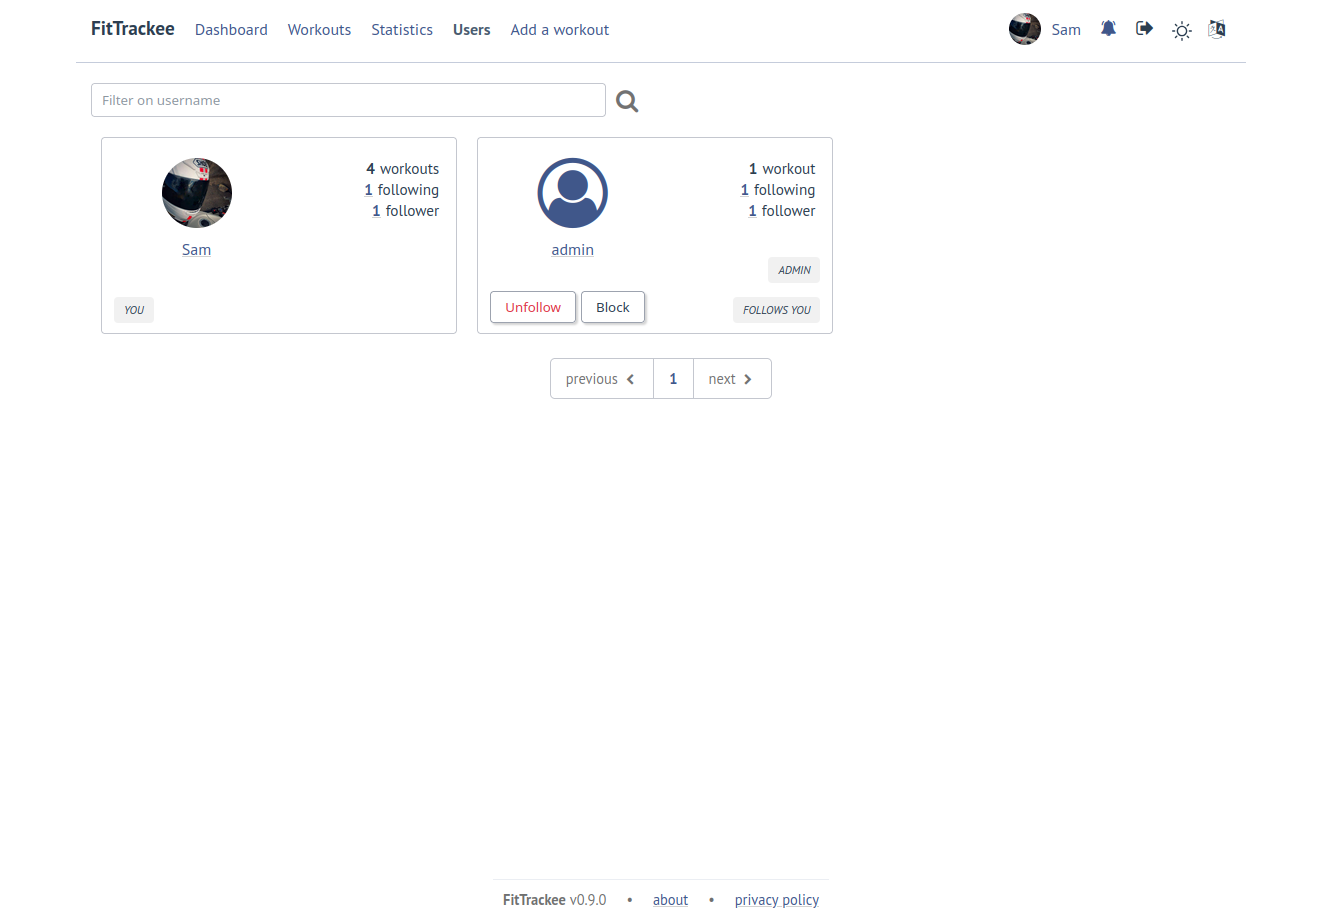 FitTrackee Dashboard Workouts Statistics Users Add a workout Sam
Filter on username
4 workouts
1 following
1 follower
Sam
YOU
1 workout
1 following
1 follower
admin
ADMIN
Unfollow Block FOLLOWS YOU
previous 1 next
FitTrackee v0.9.0 • about • privacy policy